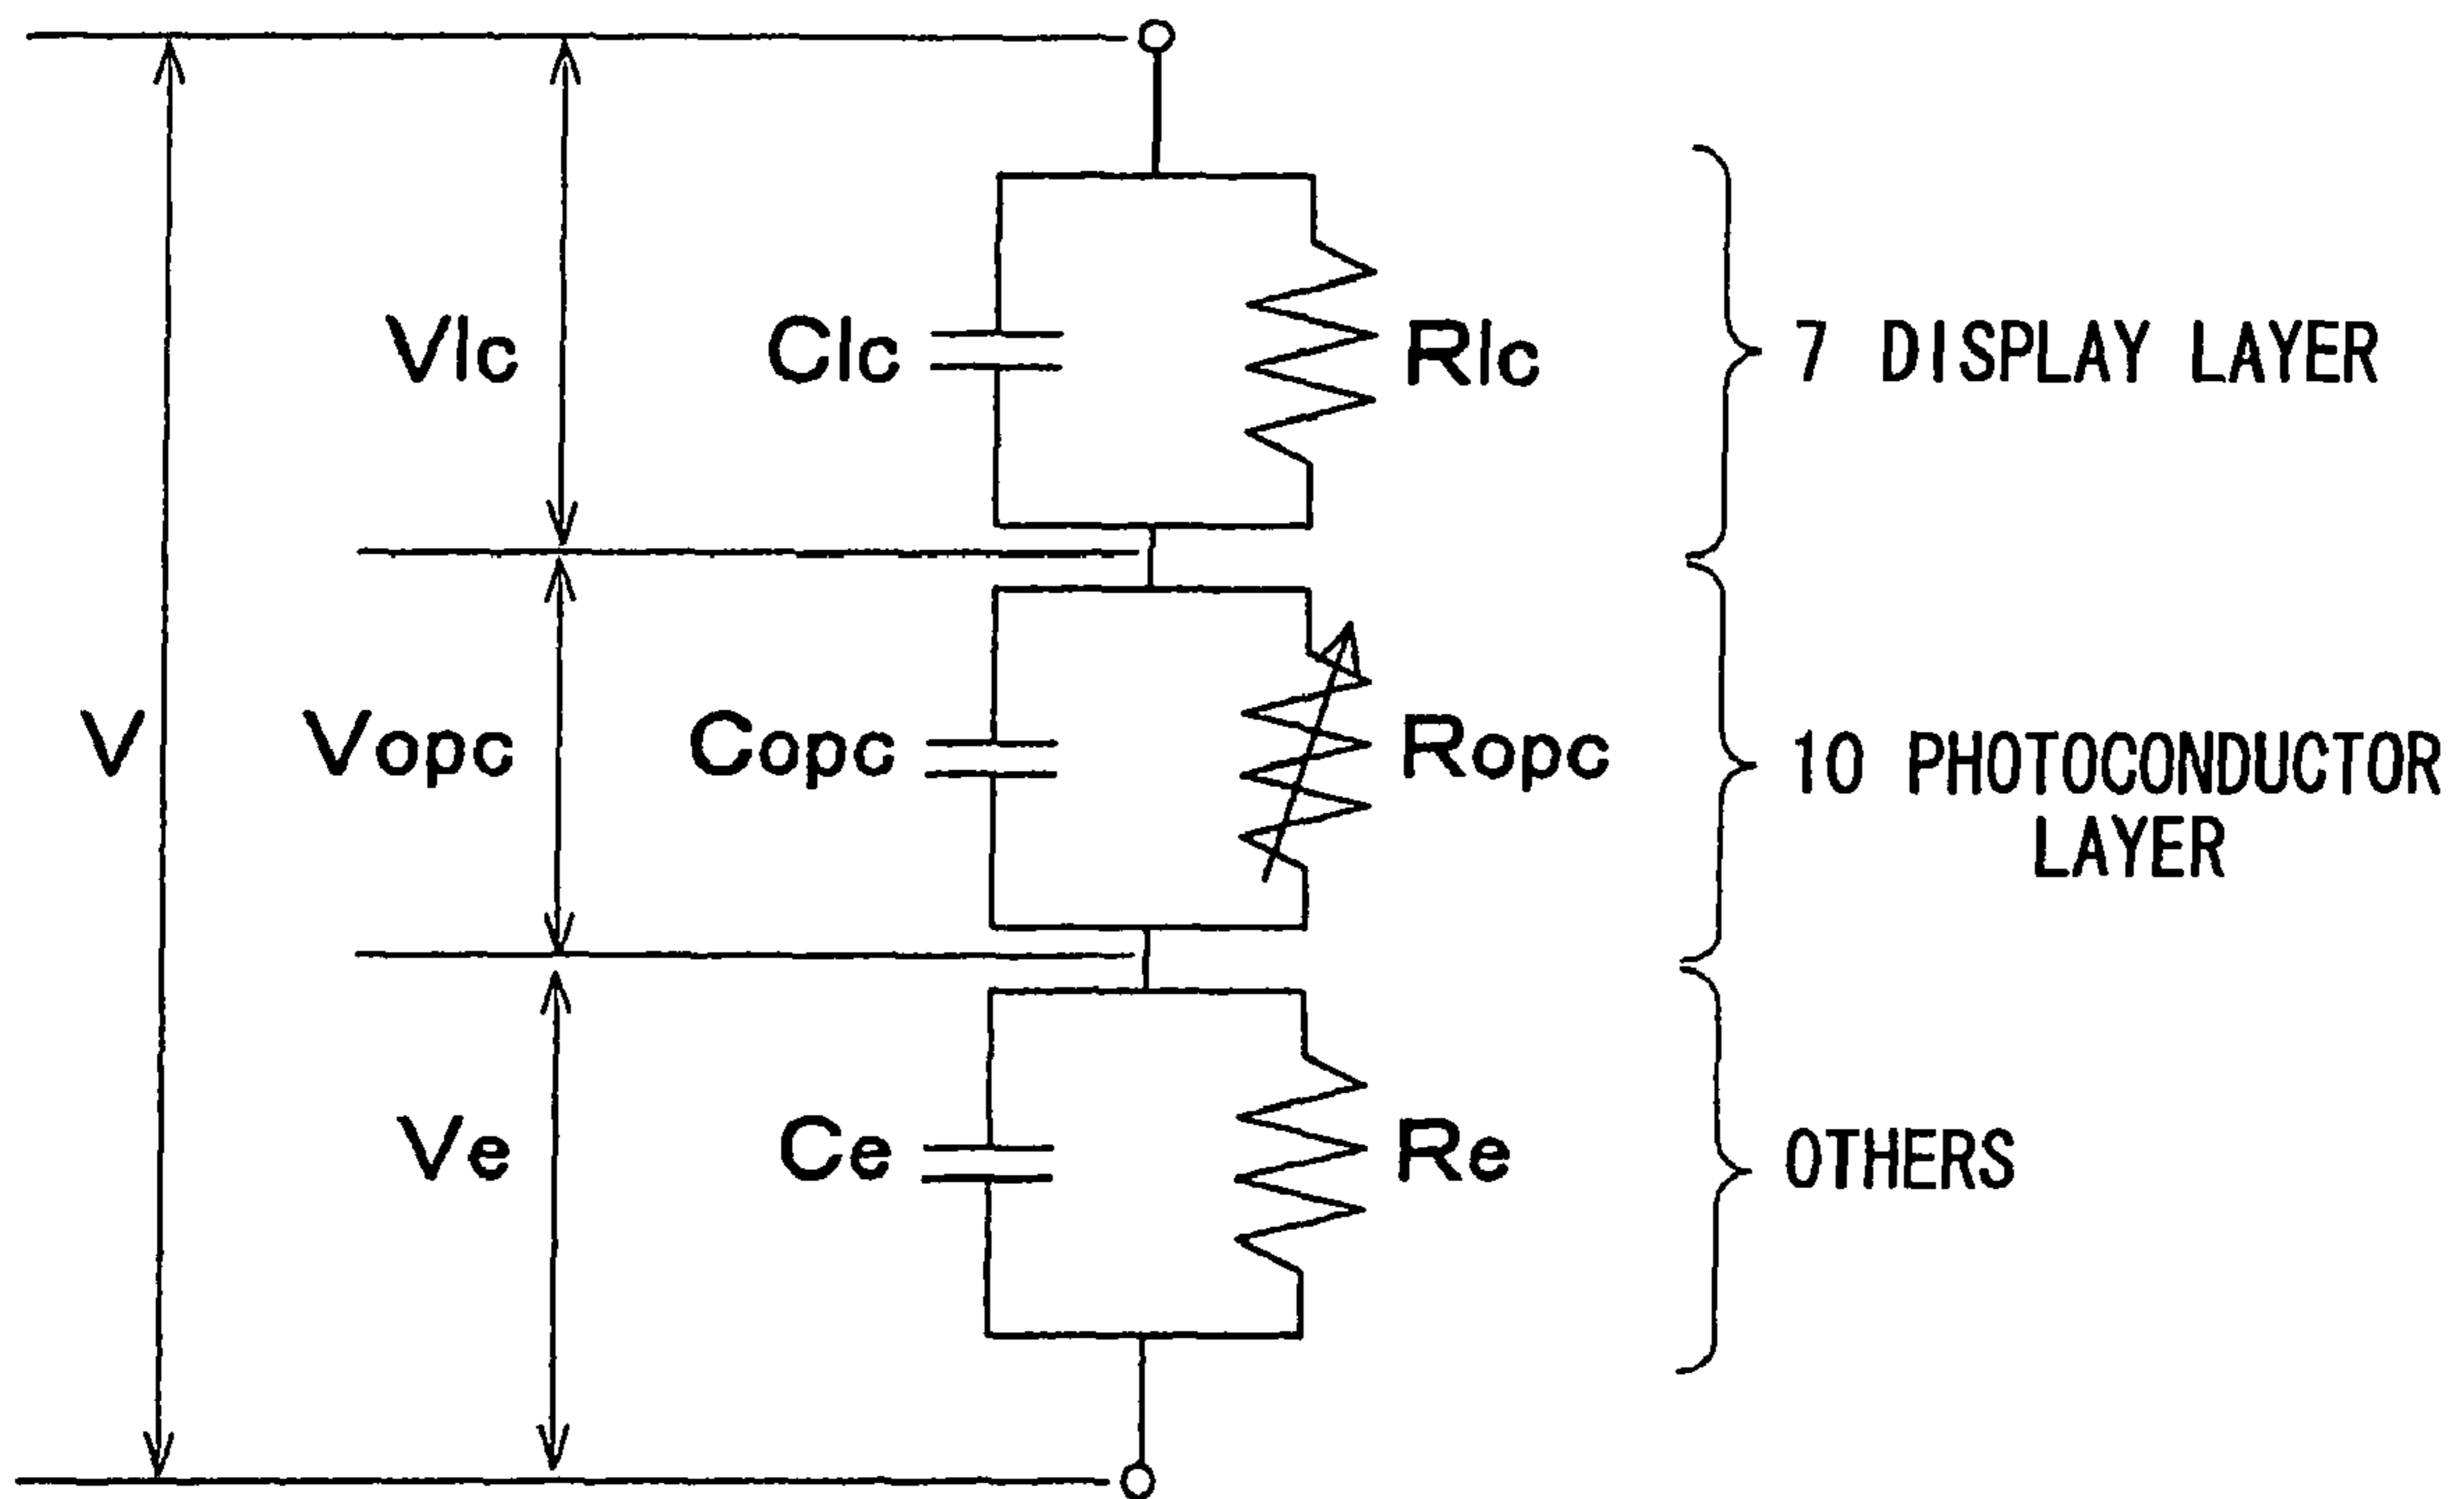 Vlc
Clc
Rlc
7 DISPLAY LAYER
V
Vopc
Copc
Ropc
10 PHOTOCONDUCTOR
LAYER
Ve
Ce
Re
OTHERS